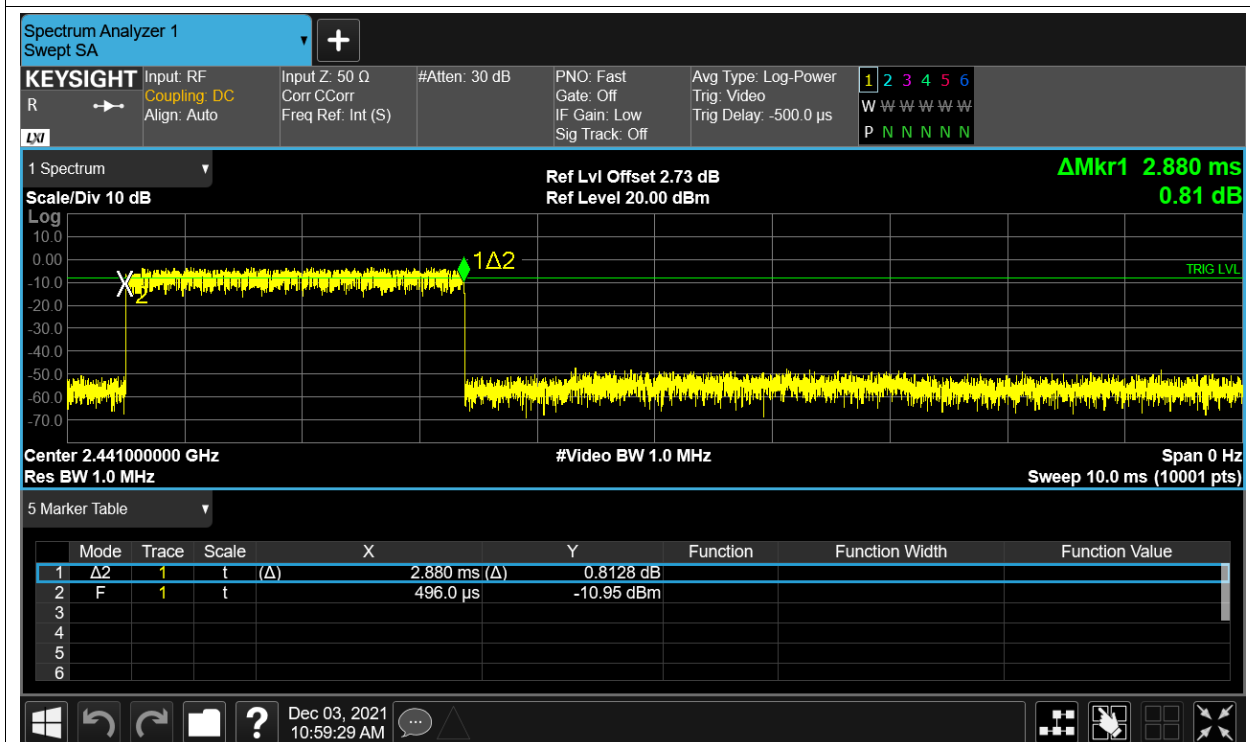 Spectrum Analyzer 1
Swept SA
KEYSIGHT Input: RF Input Z: 50 Ω #Atten: 30 dB PNO: Fast Avg Type: Log-Power 1 2 3 4 5 6
R Coupling: DC Corr CCorr Gate: Off Trig: Video W W W W W W
Align: Auto Freq Ref: Int (S) IF Gain: Low Trig Delay: -500.0 µs
LXI Sig Track: Off P N N N N N
1 Spectrum Ref Lvl Offset 2.73 dB ΔMkr1 2.880 ms
Scale/Div 10 dB Ref Level 20.00 dBm 0.81 dB
Log
10.0
0.00 1Δ2
TRIG LVL
-10.0
X 2
-20.0
-30.0
-40.0
-50.0
-60.0
-70.0
Center 2.441000000 GHz #Video BW 1.0 MHz Span 0 Hz
Res BW 1.0 MHz Sweep 10.0 ms (10001 pts)
5 Marker Table
Mode Trace Scale X Y Function Function Width Function Value
1 Δ2 1 t (Δ) 2.880 ms (Δ) 0.8128 dB
2 F 1 t 496.0 µs -10.95 dBm
3
4
5
6
? Dec 03, 2021
10:59:29 AM